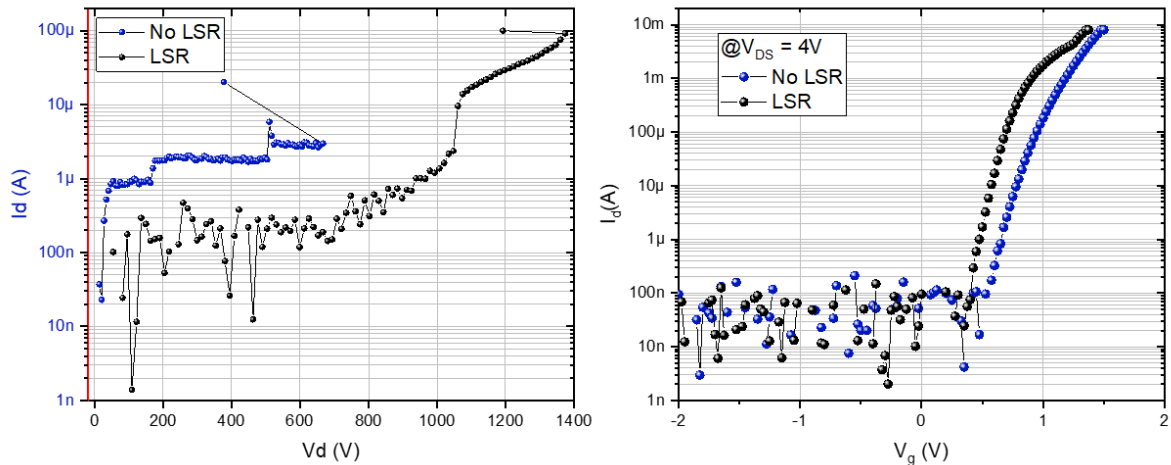 No LSR
LSR
100µ
10µ
1µ
100n
10n
1n
Id (A)
0 200 400 600 800 1000 1200 1400
Vd (V)
@V_DS = 4V
No LSR
LSR
10m
1m
100µ
10µ
1µ
100n
10n
1n
I_d(A)
-2 -1 0 1 2
V_g (V)